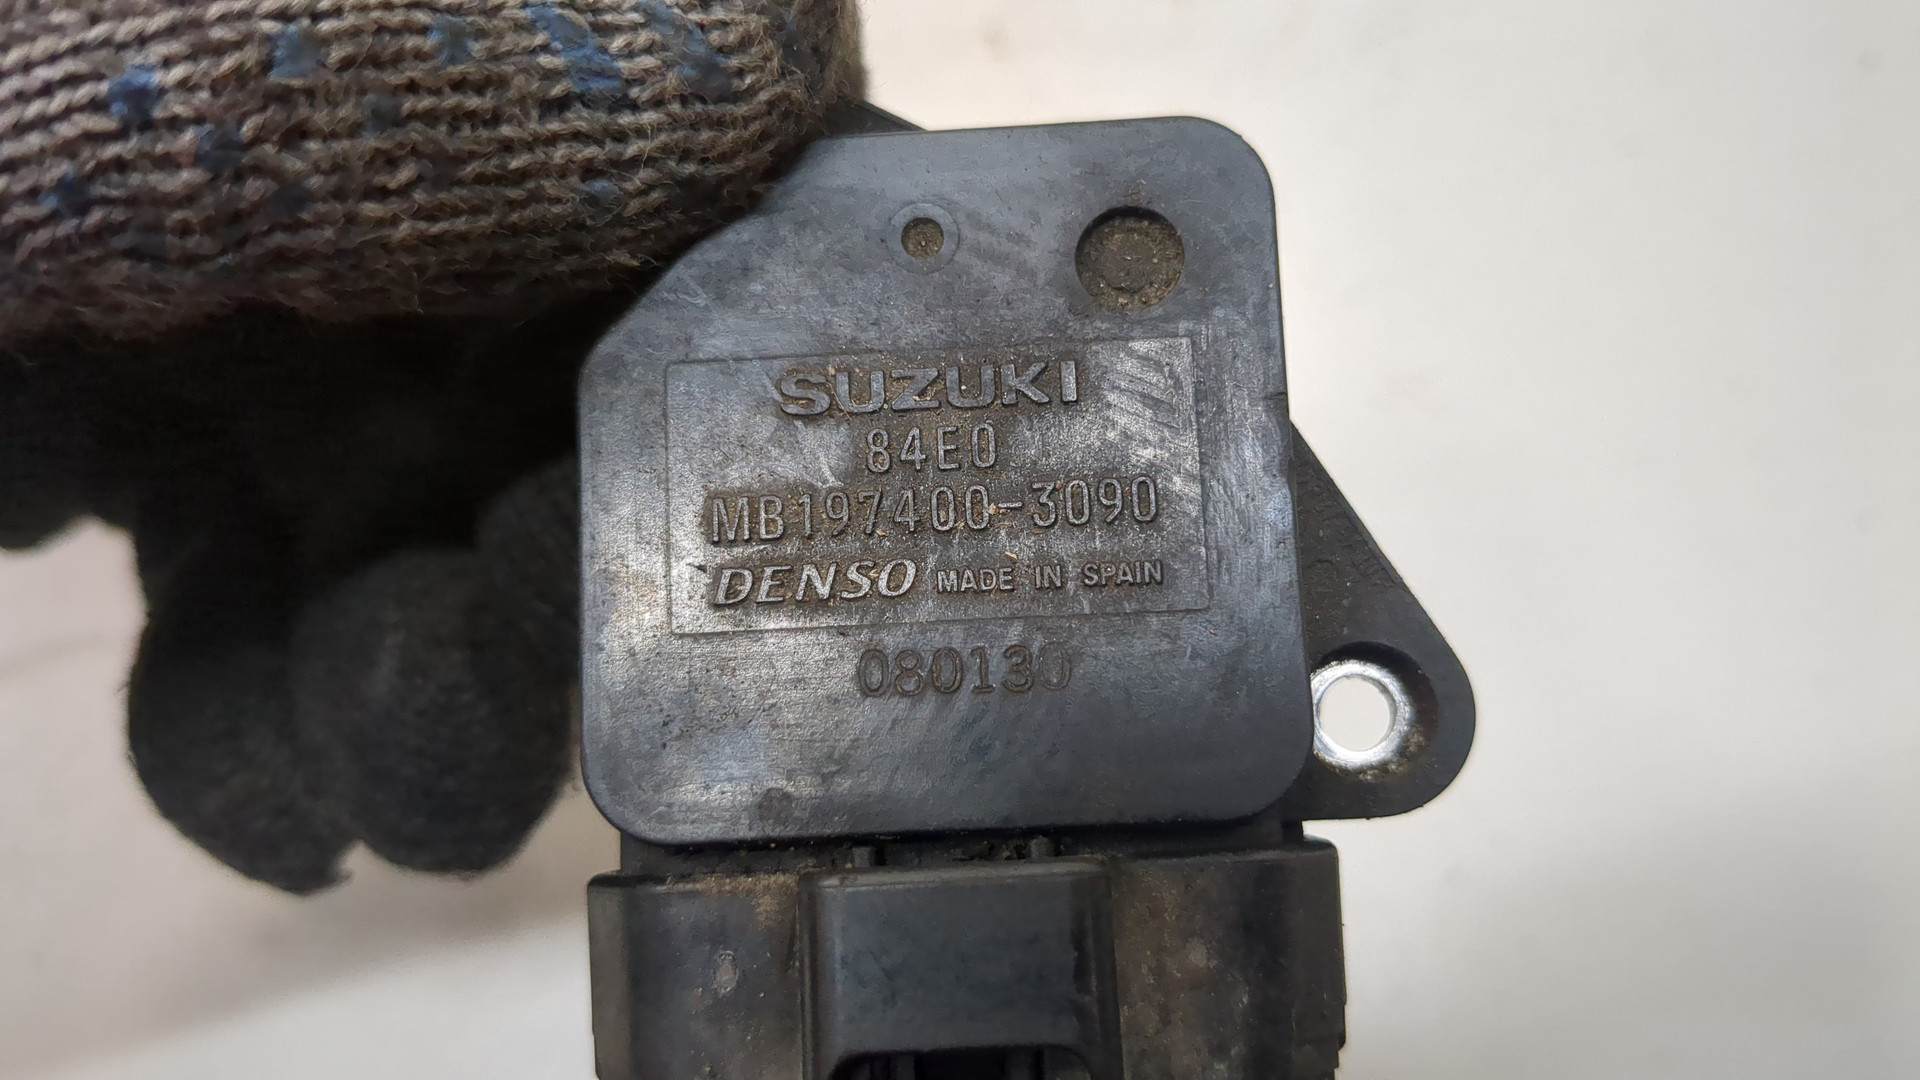 SUZUKI
84E0
MB197400-3090
DENSO MADE IN SPAIN
080130